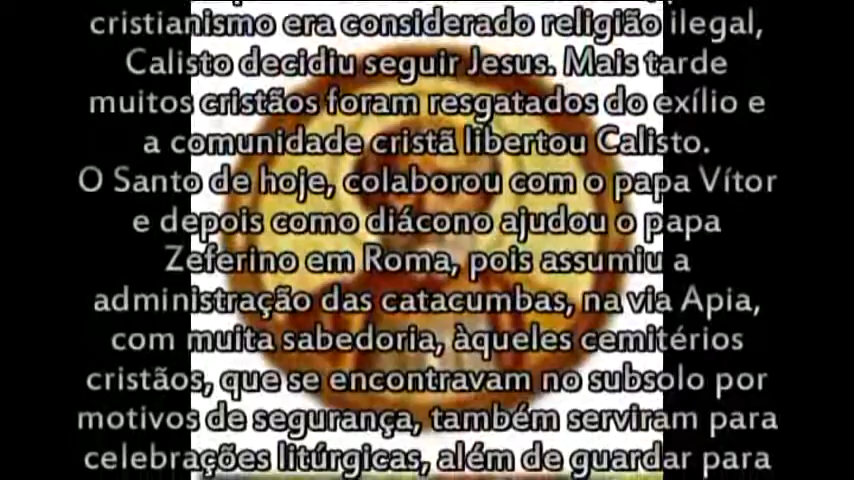 cristianismo era considerado religião ilegal,
Calisto decidiu seguir Jesus. Mais tarde
muitos cristãos foram resgatados do exílio e
a comunidade cristã libertou Calisto.
O Santo de hoje, colaborou com o papa Vítor
e depois como diácono ajudou o papa
Zeferino em Roma, pois assumiu a
administração das catacumbas, na via Apia,
com muita sabedoria, àqueles cemitérios
cristãos, que se encontravam no subsolo por
motivos de segurança, também serviram para
celebrações litúrgicas, além de guardar para